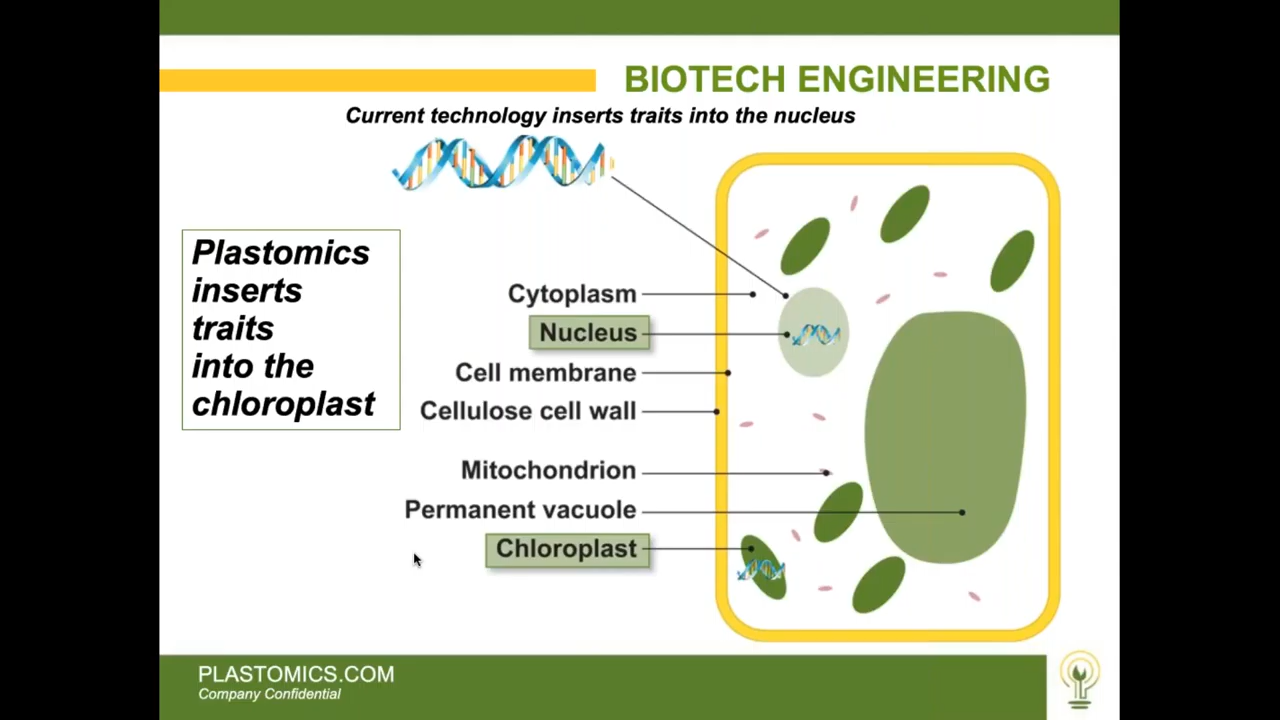 BIOTECH ENGINEERING
Current technology inserts traits into the nucleus
Plastomics
inserts
traits
into the
chloroplast
Cytoplasm
Nucleus
Cell membrane
Cellulose cell wall
Mitochondrion
Permanent vacuole
Chloroplast
PLASTOMICS.COM
Company Confidential